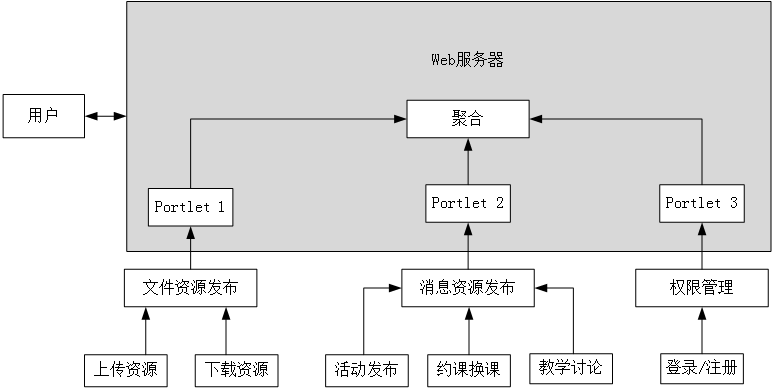 Web服务器
用户
聚合
Portlet 1
Portlet 2
Portlet 3
文件资源发布
消息资源发布
权限管理
上传资源
下载资源
活动发布
约课换课
教学讨论
登录/注册